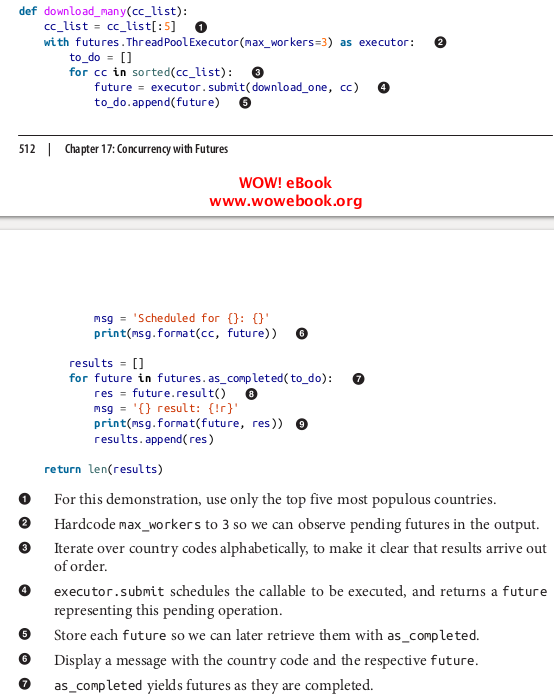 def download_many(cc_list):
    cc_list = cc_list[:5] ❶
    with futures.ThreadPoolExecutor(max_workers=3) as executor: ❷
        to_do = []
        for cc in sorted(cc_list): ❸
            future = executor.submit(download_one, cc) ❹
            to_do.append(future) ❺
512 | Chapter 17: Concurrency with Futures
WOW! eBook
www.wowebook.org
            msg = 'Scheduled for {}: {}'
            print(msg.format(cc, future)) ❻
        results = []
        for future in futures.as_completed(to_do): ❼
            res = future.result() ❽
            msg = '{} result: {!r}'
            print(msg.format(future, res)) ❾
            results.append(res)
    return len(results)
❶ For this demonstration, use only the top five most populous countries.
❷ Hardcode max_workers to 3 so we can observe pending futures in the output.
❸ Iterate over country codes alphabetically, to make it clear that results arrive out
of order.
❹ executor.submit schedules the callable to be executed, and returns a future
representing this pending operation.
❺ Store each future so we can later retrieve them with as_completed.
❻ Display a message with the country code and the respective future.
❼ as_completed yields futures as they are completed.